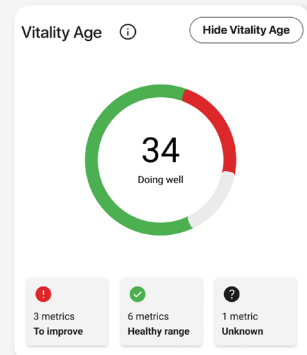 Vitality Age
Hide Vitality Age
34
Doing well
3 metrics
To improve
6 metrics
Healthy range
1 metric
Unknown